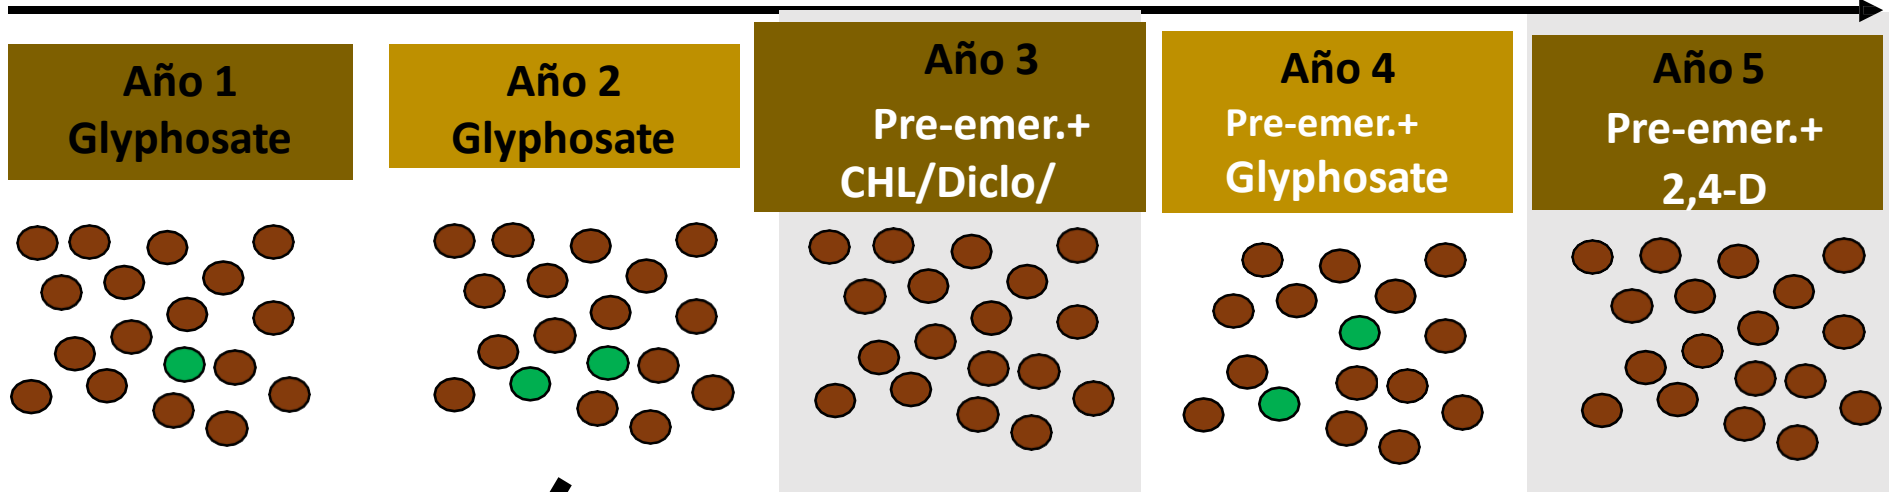 Año 1
Glyphosate
Año 2
Glyphosate
Año 3
Pre-emer.+
CHL/Diclo/
Año 4
Pre-emer.+
Glyphosate
Año 5
Pre-emer.+
2,4-D